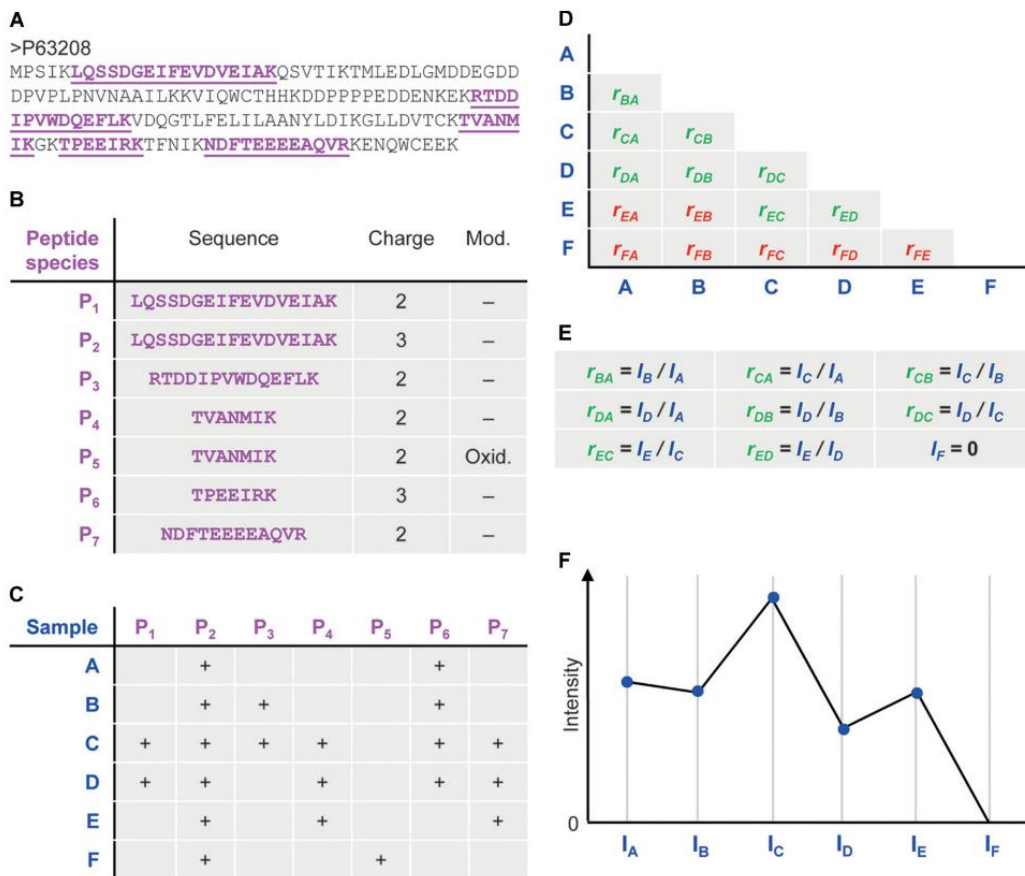 A
>P63208
MPSIKLQSSDGEIFEVDVEIAKQSVTIKTMLEDLGMDDEGDD
DPVPLPNVNAAILKKVIQWCTHHKDDPPPPEDDENKEKRTDD
IPVWDQEFLKVDQGTLFELILAANYLDIKGLLDVTCKTVANM
IKGKTPEEIRKTFNIKNDFTEEEEAQVRKENQWCEEK
B
Peptide species Sequence Charge Mod.
P1 LQSSDGEIFEVDVEIAK 2 –
P2 LQSSDGEIFEVDVEIAK 3 –
P3 RTDDIPVWDQEFLK 2 –
P4 TVANMIK 2 –
P5 TVANMIK 2 Oxid.
P6 TPEEIRK 3 –
P7 NDFTEEEEAQVR 2 –
C
Sample P1 P2 P3 P4 P5 P6 P7
A + +
B + + +
C + + + + + +
D + + + + +
E + + +
F + +
D
A
B rBA
C rCA rCB
D rDA rDB rDC
E rEA rEB rEC rED
F rFA rFB rFC rFD rFE
A B C D E F
E
rBA = IB / IA rCA = IC / IA rCB = IC / IB
rDA = ID / IA rDB = ID / IB rDC = ID / IC
rEC = IE / IC rED = IE / ID IF = 0
F
Intensity
0
IA IB IC ID IE IF